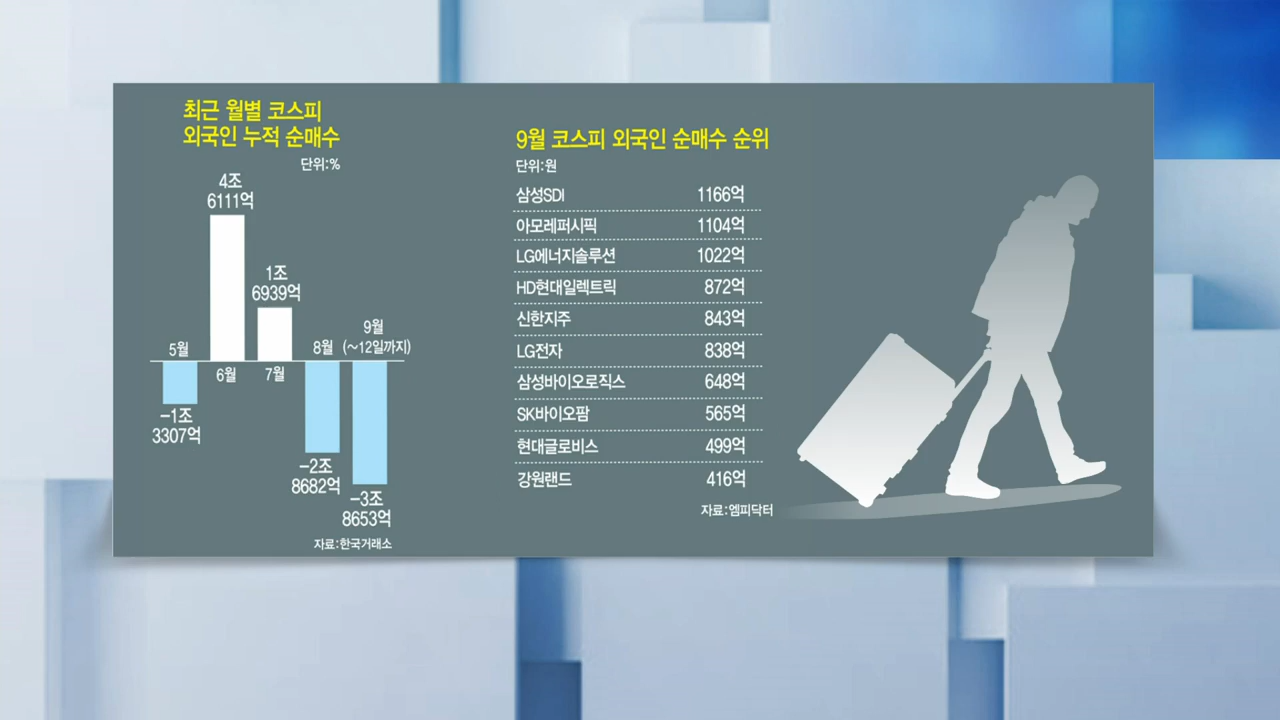 최근 월별 코스피
외국인 누적 순매수
단위:%
4조
6111억
1조
6939억
5월
6월
7월
8월
9월
(~12일까지)
-1조
3307억
-2조
8682억
-3조
8653억
자료:한국거래소
9월 코스피 외국인 순매수 순위
단위:원
삼성SDI 1166억
아모레퍼시픽 1104억
LG에너지솔루션 1022억
HD현대일렉트릭 872억
신한지주 843억
LG전자 838억
삼성바이오로직스 648억
SK바이오팜 565억
현대글로비스 499억
강원랜드 416억
자료:엠피닥터